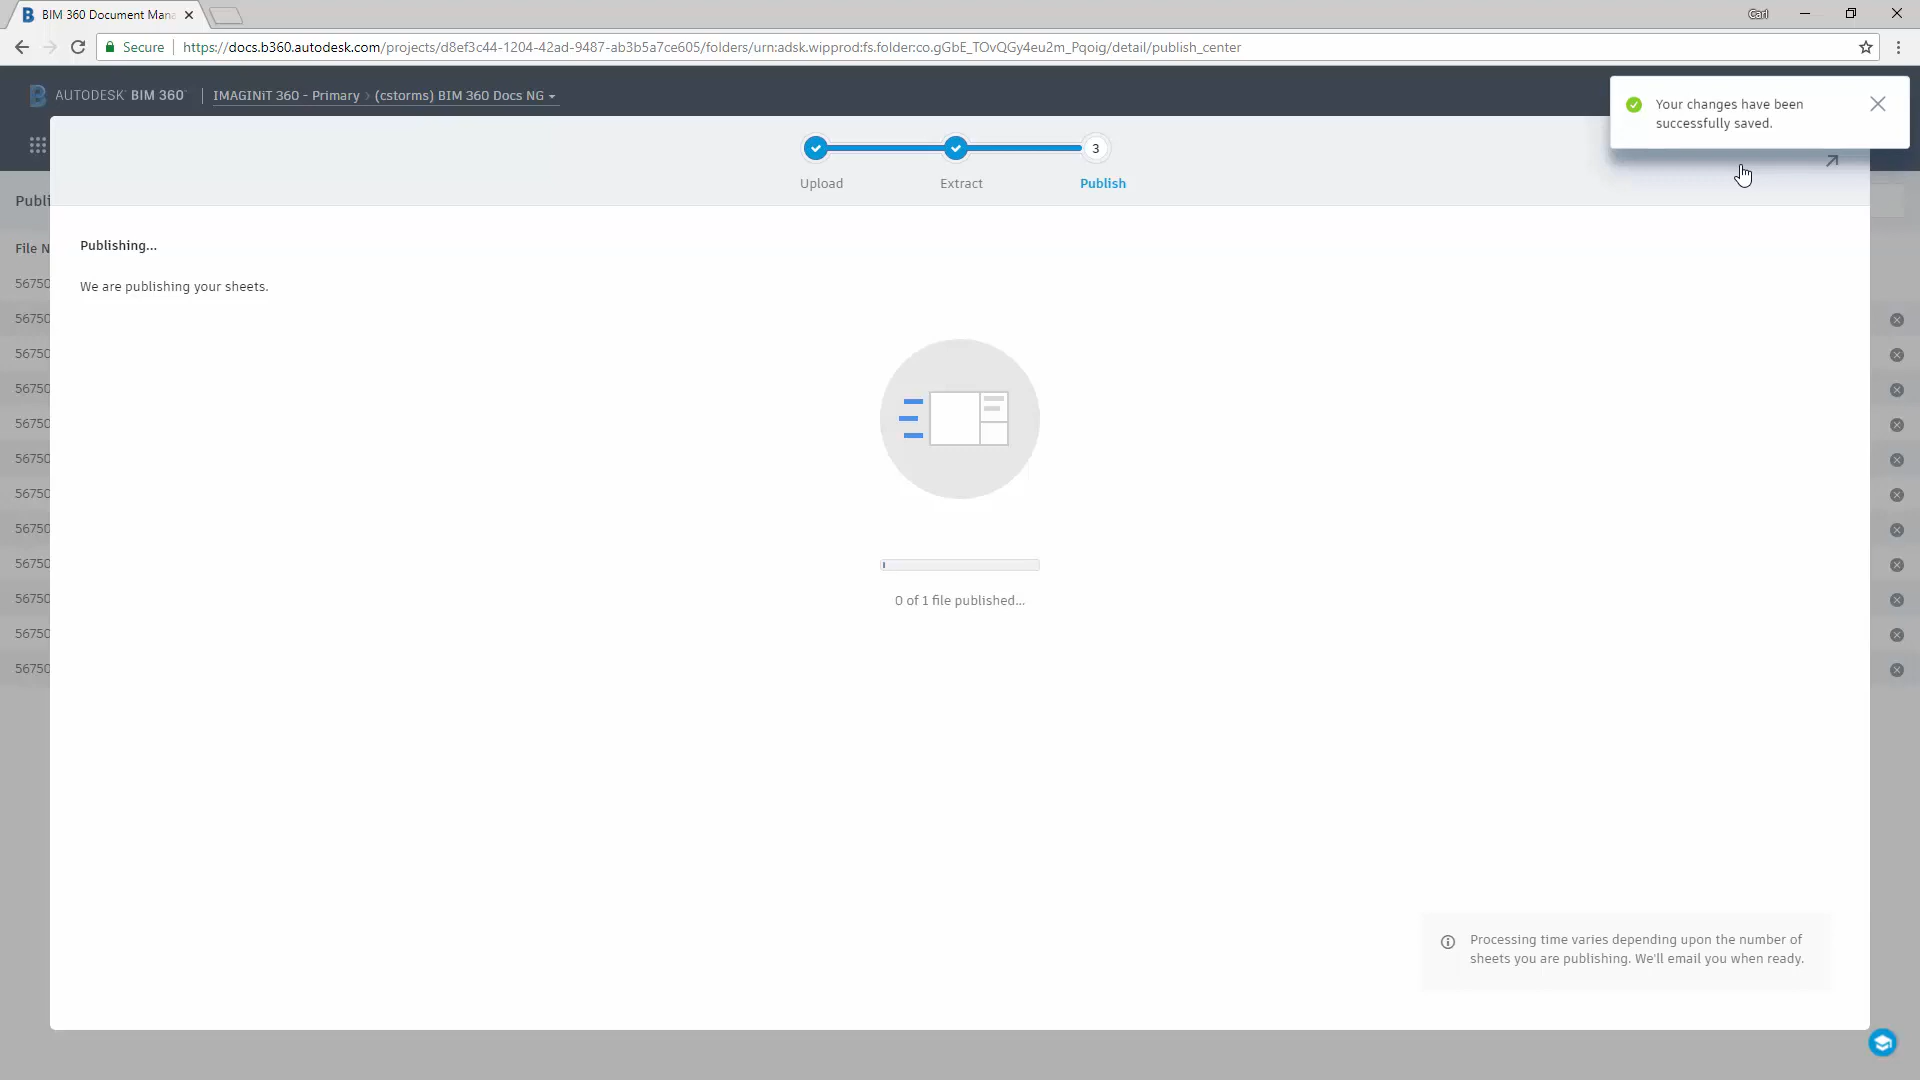 BIM 360 Document Mana
Carl
Secure
https://docs.b360.autodesk.com/projects/d8ef3c44-1204-42ad-9487-ab3b5a7ce605/folders/urn:adsk.wipprod:fs.folder:co.gGbE_TOvQGy4eu2m_Pqoig/detail/publish_center
AUTODESK BIM 360 IMAGINiT 360 - Primary > (cstorms) BIM 360 Docs NG
Your changes have been
successfully saved.
3
Upload Extract Publish
Publi
Publishing...
File N
We are publishing your sheets.
56750
56750
56750
56750
56750
56750
56750
56750
56750
56750
56750
56750
0 of 1 file published...
Processing time varies depending upon the number of
sheets you are publishing. We'll email you when ready.